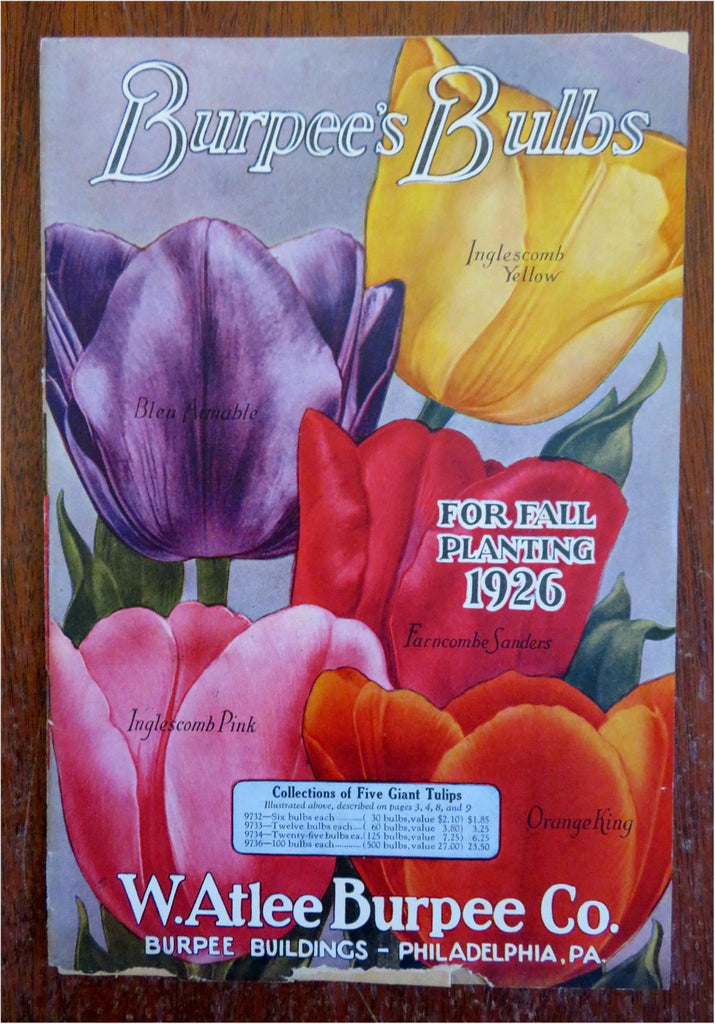 Burpee's Bulbs
Inglescomb
Yellow
Bleu Aimable
FOR FALL
PLANTING
1926
Farncombe Sanders
Inglescomb Pink
Collections of Five Giant Tulips
Illustrated above, described on pages 3, 4, 8, and 9
9732—Six bulbs each ........( 30 bulbs, value $2.10) $1.85
9733—Twelve bulbs each....( 60 bulbs, value 3.80) 3.25
9734—Twenty-five bulbs ea.(125 bulbs, value 7.25) 6.25
9736—100 bulbs each..........(500 bulbs, value 27.00) 23.50
Orange King
W. Atlee Burpee Co.
BURPEE BUILDINGS – PHILADELPHIA, PA.